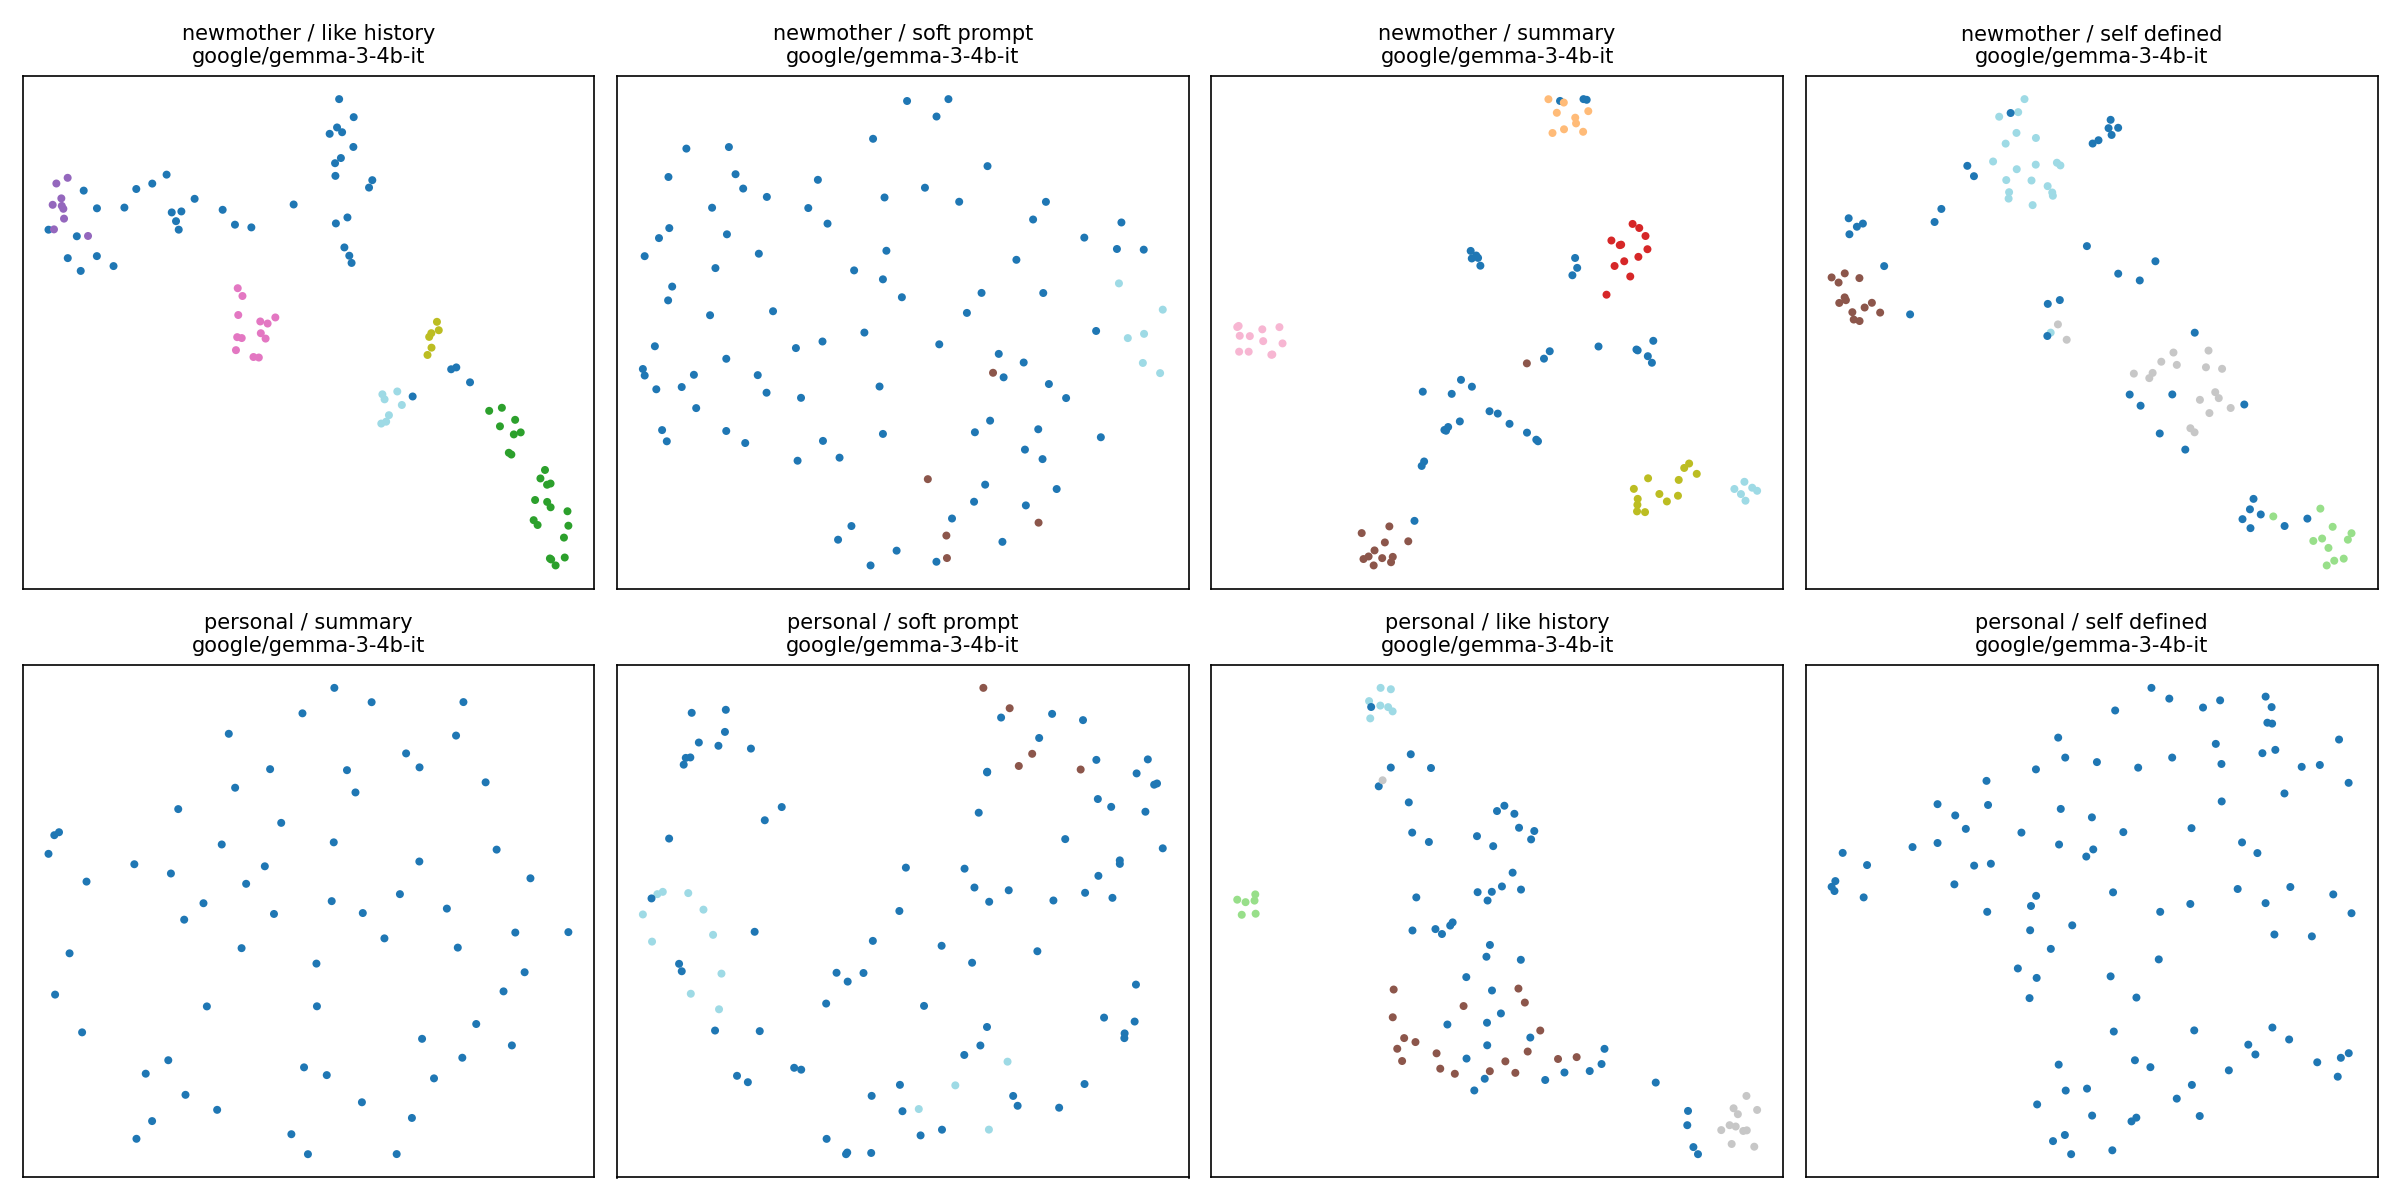 newmother / like history
google/gemma-3-4b-it
newmother / soft prompt
google/gemma-3-4b-it
newmother / summary
google/gemma-3-4b-it
newmother / self defined
google/gemma-3-4b-it
personal / summary
google/gemma-3-4b-it
personal / soft prompt
google/gemma-3-4b-it
personal / like history
google/gemma-3-4b-it
personal / self defined
google/gemma-3-4b-it